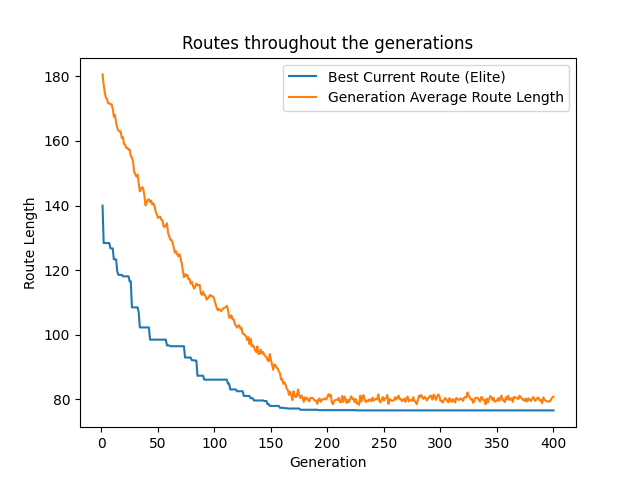 Routes throughout the generations
Best Current Route (Elite)
Generation Average Route Length
Route Length
180
160
140
120
100
80
0 50 100 150 200 250 300 350 400
Generation